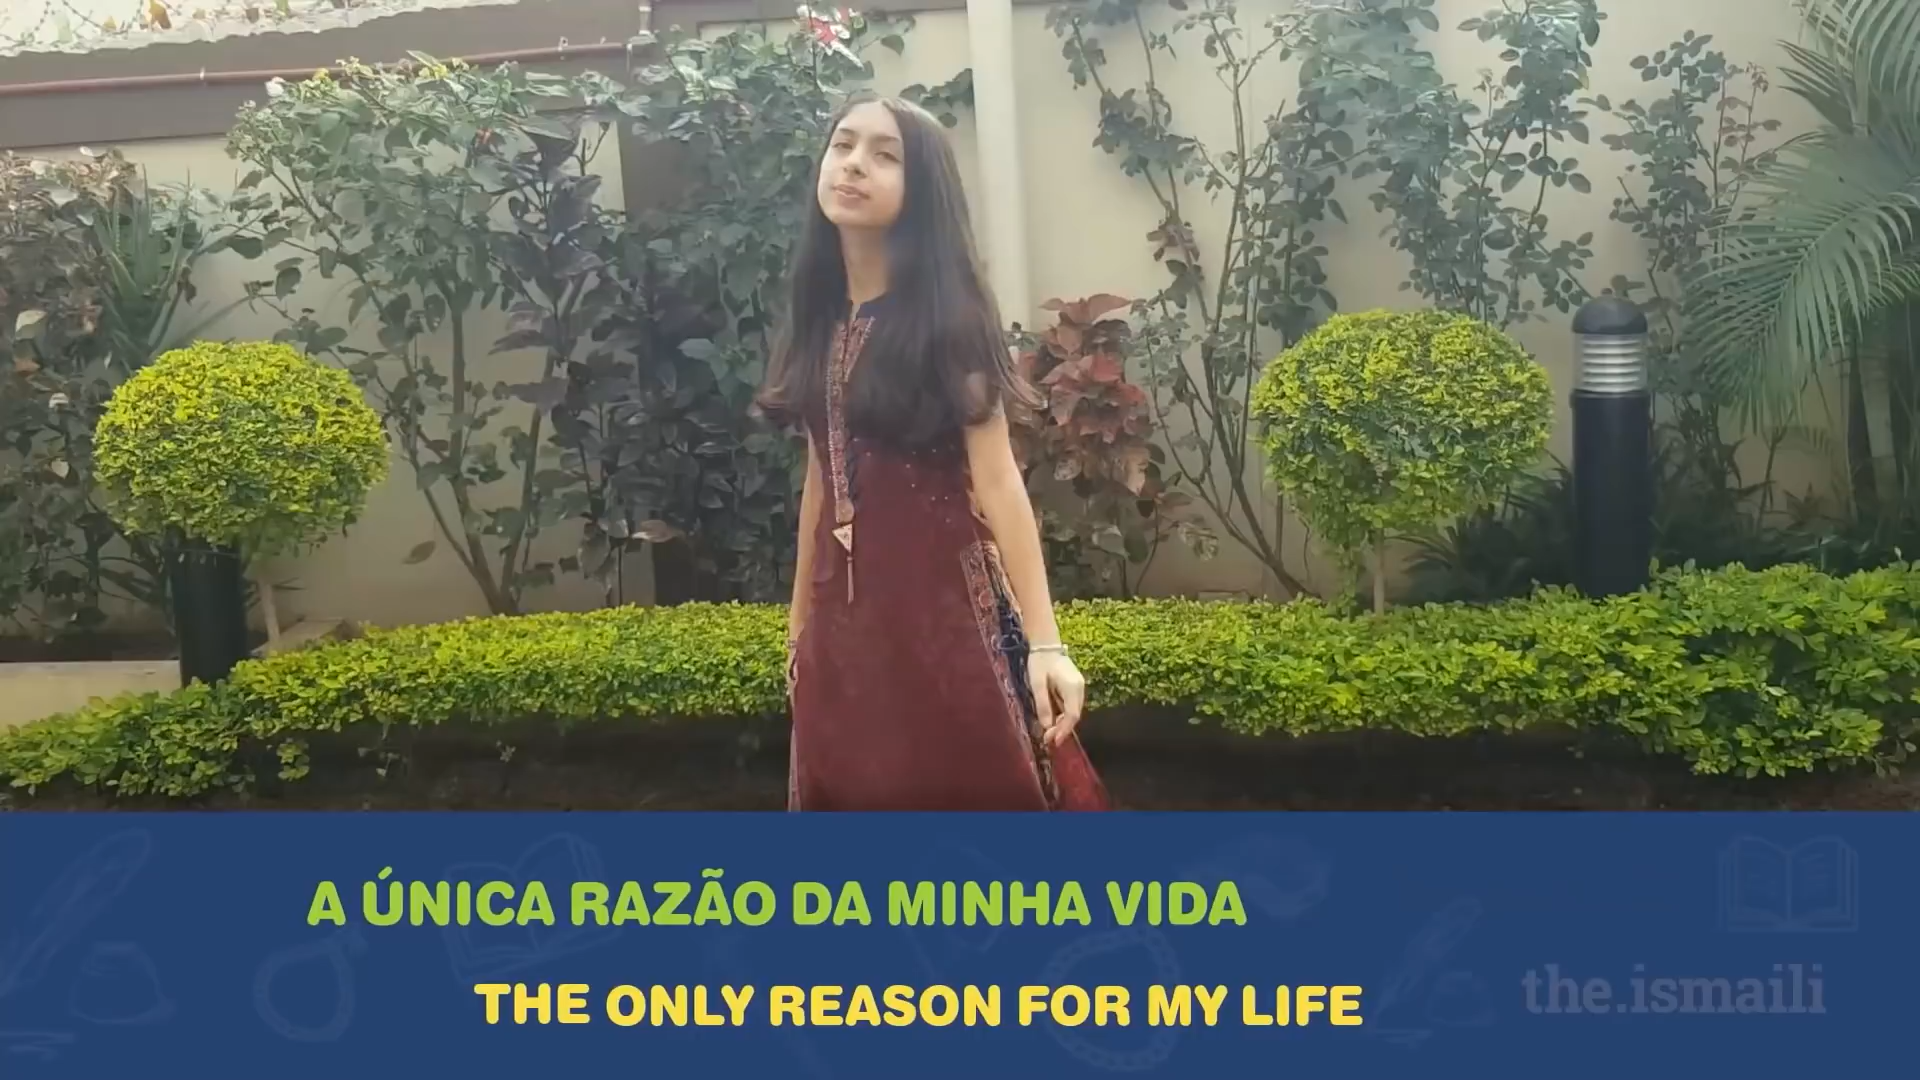 A ÚNICA RAZÃO DA MINHA VIDA
THE ONLY REASON FOR MY LIFE
the.ismaili